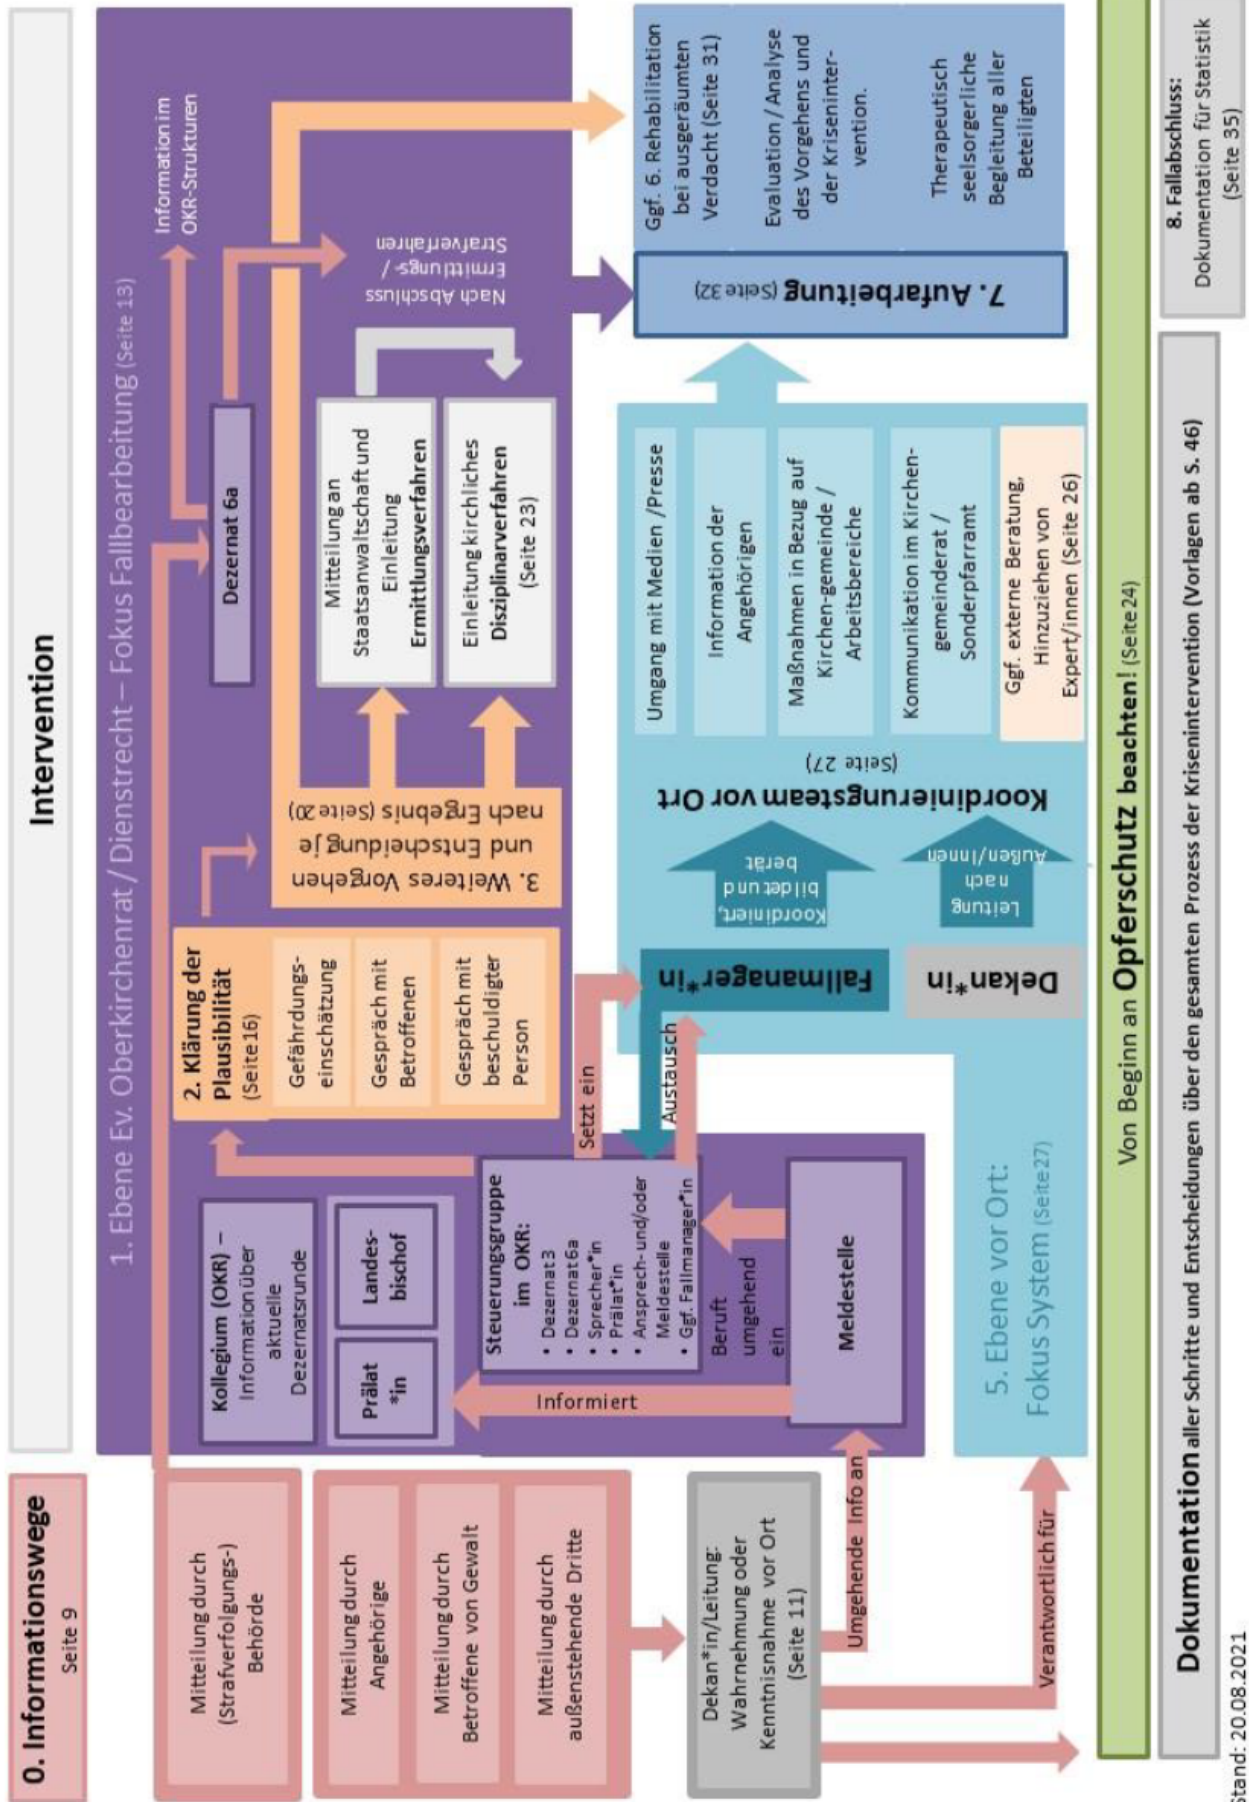 Intervention
0. Informationswege
Seite 9
Mitteilung durch
(Strafverfolgungs-)
Behörde
Mitteilung durch
Angehörige
Mitteilung durch
Betroffene von Gewalt
Mitteilung durch
außenstehende Dritte
Dekan*in/Leitung:
Wahrnehmung oder
Kenntnisnahme vor Ort
(Seite 11)
Umgehende Info an
Verantwortlich für
1. Ebene Ev. Oberkirchenrat / Dienstrecht – Fokus Fallbearbeitung (Seite 13)
Kollegium (OKR) –
Information über
aktuelle
Dezernatsrunde
Prälat
*in
Landes-
bischof
Informiert
Steuerungsgruppe
im OKR:
• Dezernat 3
• Dezernat 6a
• Sprecher*in
• Prälat*in
• Ansprech- und/oder
Meldestelle
• Ggf. Fallmanager*in
Beruft
umgehend
ein
Meldestelle
2. Klärung der
Plausibilität
(Seite 16)
Gefährdungs-
einschätzung
Gespräch mit
Betroffenen
Gespräch mit
beschuldigter
Person
Setzt ein
Austausch
3. Weiteres Vorgehen
und Entscheidung je
nach Ergebnis (Seite 20)
Dezernat 6a
Information im
OKR-Strukturen
Mitteilung an
Staatsanwaltschaft und
Einleitung
Ermittlungsverfahren
Einleitung kirchliches
Disziplinarverfahren
(Seite 23)
Nach Abschluss
Ermittlungs- /
Strafverfahren
5. Ebene vor Ort:
Fokus System (Seite 27)
Fallmanager*in
Dekan*in
Koordiniert,
bildet und
berät
Leitung
nach
Außen/Innen
Koordinierungsteam vor Ort
(Seite 27)
Umgang mit Medien /Presse
Information der
Angehörigen
Maßnahmen in Bezug auf
Kirchen-gemeinde /
Arbeitsbereiche
Kommunikation im Kirchen-
gemeinderat /
Sonderpfarramt
Ggf. externe Beratung,
Hinzuziehen von
Expert/innen (Seite 26)
7. Aufarbeitung (Seite 32)
Ggf. 6. Rehabilitation
bei ausgeräumten
Verdacht (Seite 31)
Evaluation / Analyse
des Vorgehens und
der Kriseninter-
vention.
Therapeutisch
seelsorgerliche
Begleitung aller
Beteiligten
Von Beginn an Opferschutz beachten! (Seite 24)
Dokumentation aller Schritte und Entscheidungen über den gesamten Prozess der Krisenintervention (Vorlagen ab S. 46)
8. Fallabschluss:
Dokumentation für Statistik
(Seite 35)
Stand: 20.08.2021